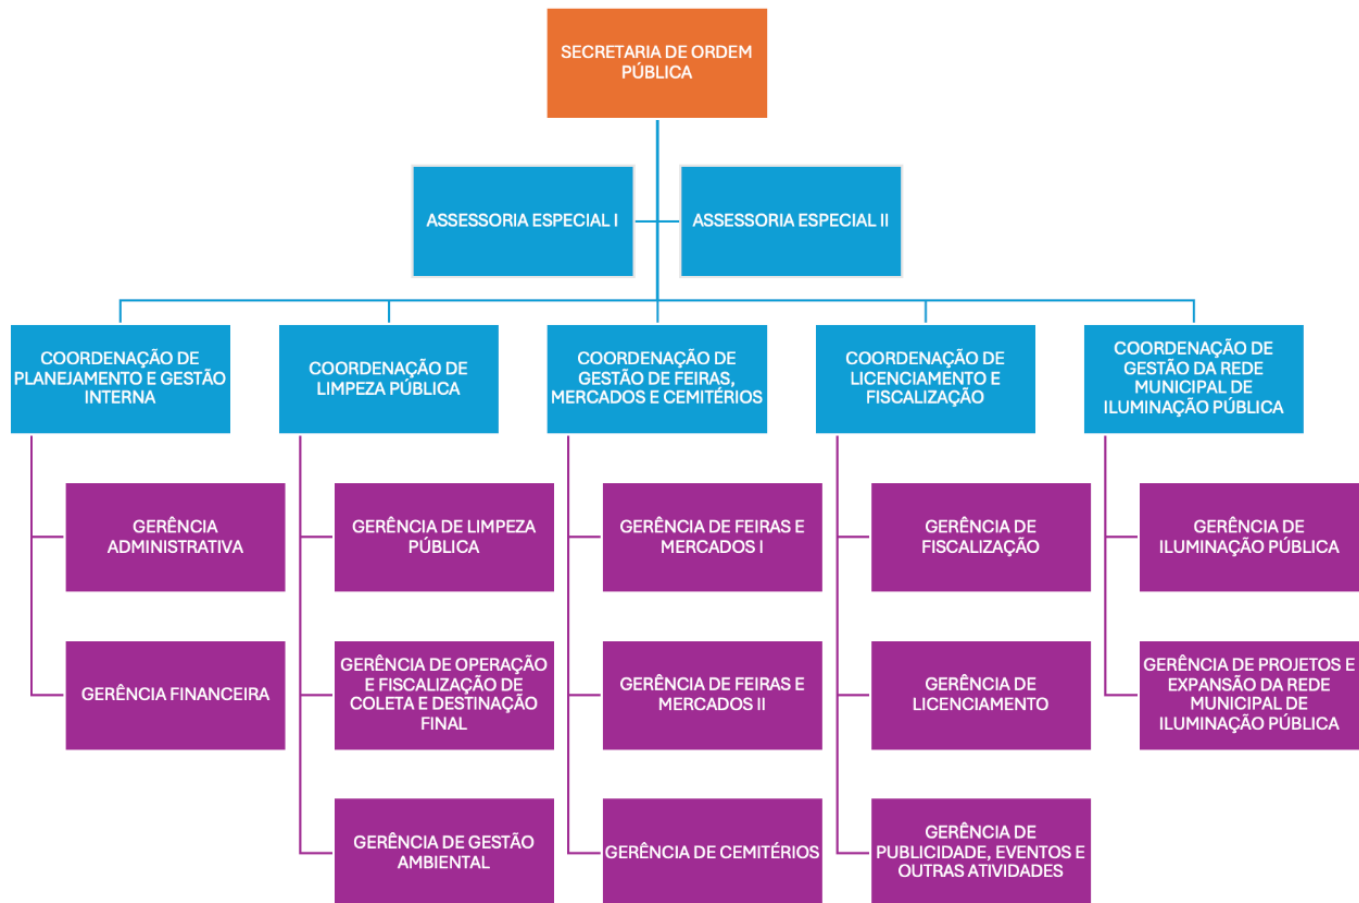 SECRETARIA DE ORDEM
PÚBLICA
ASSESSORIA ESPECIAL I
ASSESSORIA ESPECIAL II
COORDENAÇÃO DE
PLANEJAMENTO E GESTÃO
INTERNA
COORDENAÇÃO DE
LIMPEZA PÚBLICA
COORDENAÇÃO DE
GESTÃO DE FEIRAS,
MERCADOS E CEMITÉRIOS
COORDENAÇÃO DE
LICENCIAMENTO E
FISCALIZAÇÃO
COORDENAÇÃO DE
GESTÃO DA REDE
MUNICIPAL DE
ILUMINAÇÃO PÚBLICA
GERÊNCIA
ADMINISTRATIVA
GERÊNCIA DE LIMPEZA
PÚBLICA
GERÊNCIA DE FEIRAS E
MERCADOS I
GERÊNCIA DE
FISCALIZAÇÃO
GERÊNCIA DE
ILUMINAÇÃO PÚBLICA
GERÊNCIA FINANCEIRA
GERÊNCIA DE OPERAÇÃO
E FISCALIZAÇÃO DE
COLETA E DESTINAÇÃO
FINAL
GERÊNCIA DE FEIRAS E
MERCADOS II
GERÊNCIA DE
LICENCIAMENTO
GERÊNCIA DE PROJETOS E
EXPANSÃO DA REDE
MUNICIPAL DE
ILUMINAÇÃO PÚBLICA
GERÊNCIA DE GESTÃO
AMBIENTAL
GERÊNCIA DE CEMITÉRIOS
GERÊNCIA DE
PUBLICIDADE, EVENTOS E
OUTRAS ATIVIDADES